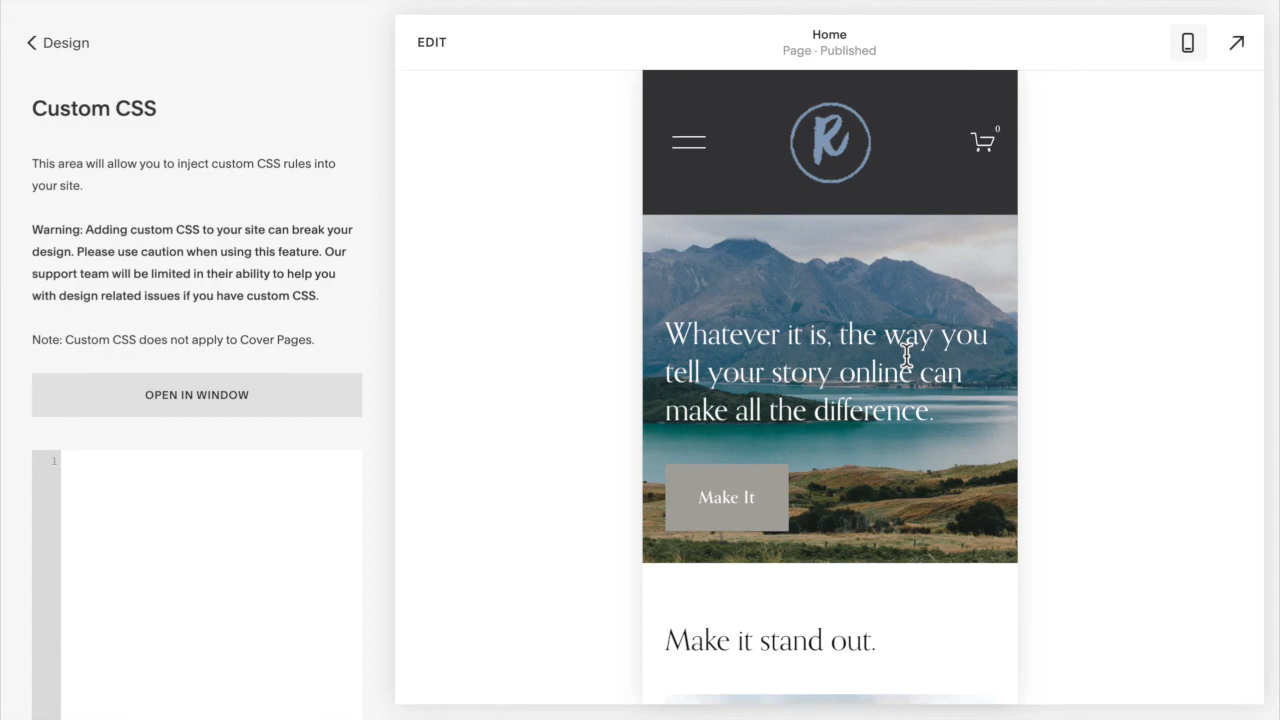 Design
Custom CSS
This area will allow you to inject custom CSS rules into
your site.
Warning: Adding custom CSS to your site can break your
design. Please use caution when using this feature. Our
support team will be limited in their ability to help you
with design related issues if you have custom CSS.
Note: Custom CSS does not apply to Cover Pages.
OPEN IN WINDOW
1
EDIT
Home
Page · Published
R
0
Whatever it is, the way you
tell your story online can
make all the difference.
Make It
Make it stand out.